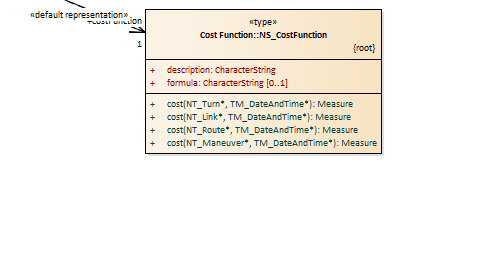 «default representation»
+costFunction
1
«type»
Cost Function::NS_CostFunction
{root}
+ description: CharacterString
+ formula: CharacterString [0..1]
+ cost(NT_Turn*, TM_DateAndTime*): Measure
+ cost(NT_Link*, TM_DateAndTime*): Measure
+ cost(NT_Route*, TM_DateAndTime*): Measure
+ cost(NT_Maneuver*, TM_DateAndTime*): Measure